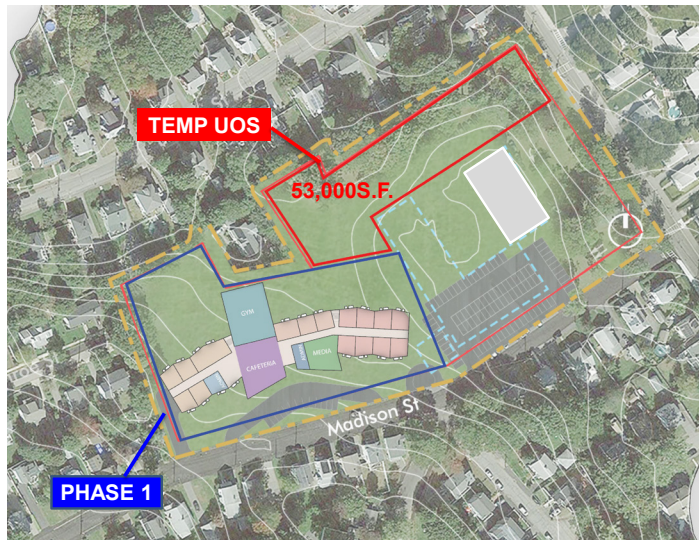 TEMP UOS
53,000S.F.
GYM
CAFETERIA
MEDIA
Madison St
PHASE 1